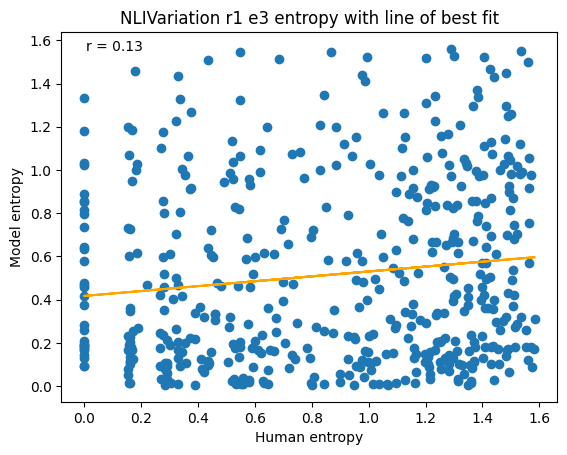 NLIVariation r1 e3 entropy with line of best fit
r = 0.13
Model entropy
1.6
1.4
1.2
1.0
0.8
0.6
0.4
0.2
0.0
0.0 0.2 0.4 0.6 0.8 1.0 1.2 1.4 1.6
Human entropy